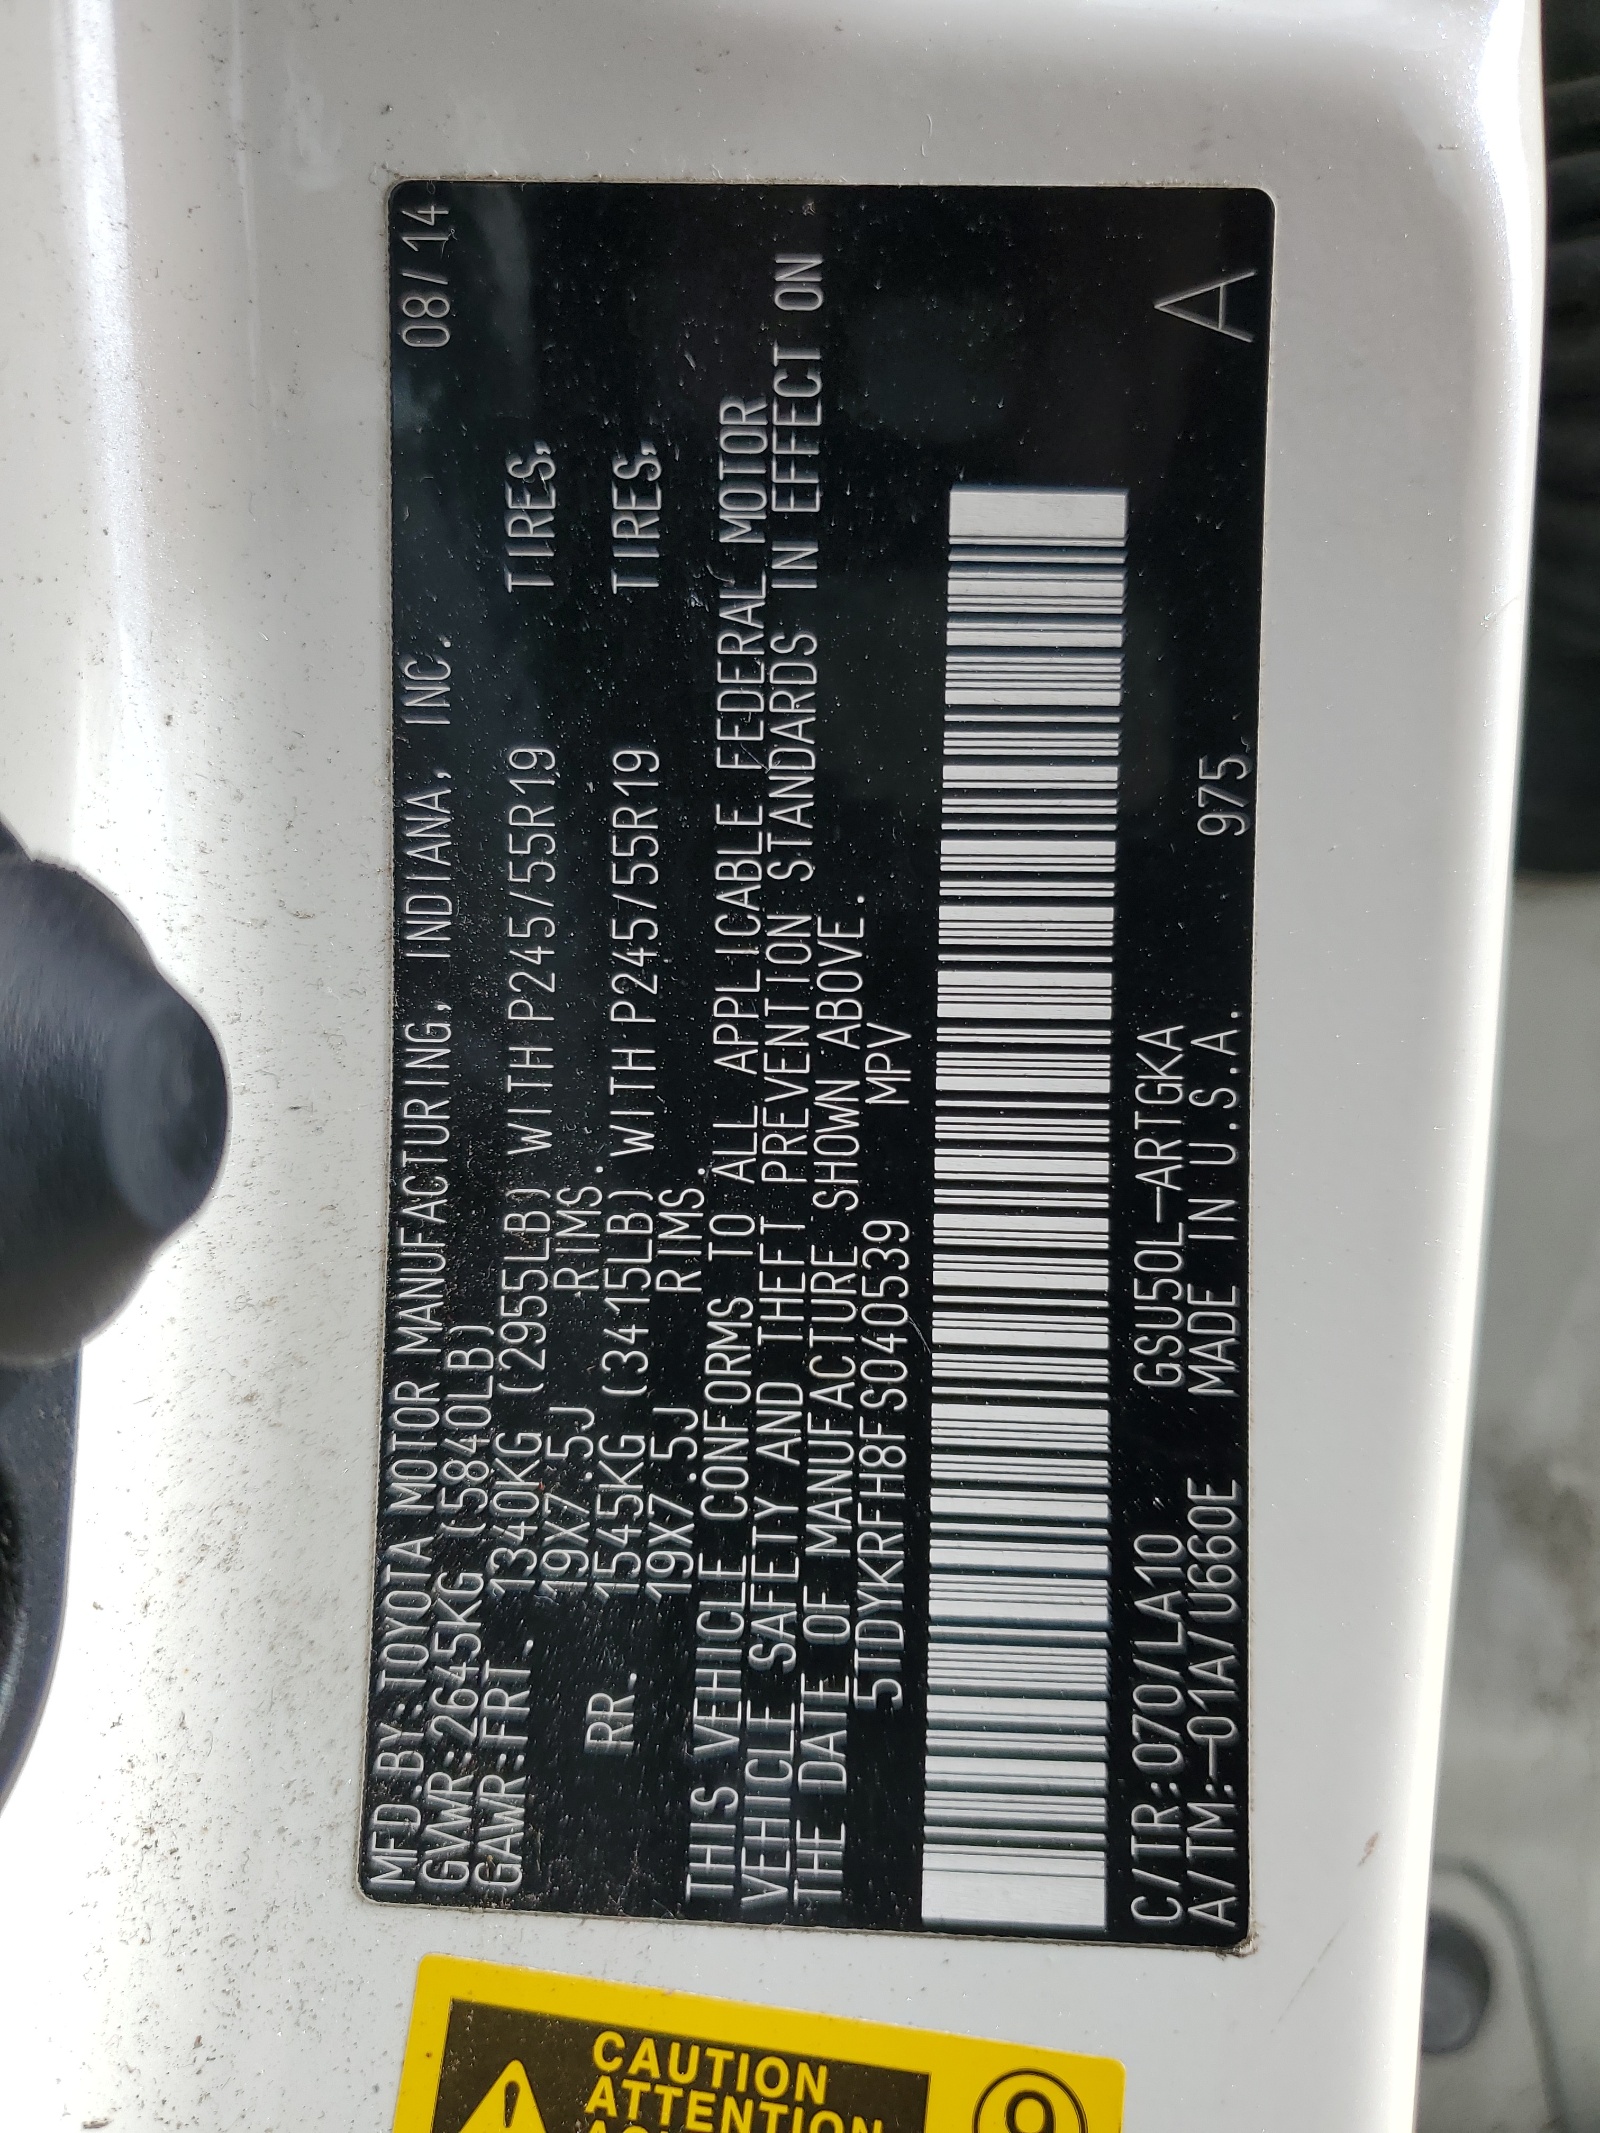 MFD.BY:TOYOTA MOTOR MANUFACTURING, INDIANA, INC. 08/14
GVWR:2645KG (5840LB)
GAWR:FRT. 1340KG (2955LB) WITH P245/55R19 TIRES,
19X7.5J RIMS.
RR. 1545KG (3415LB) WITH P245/55R19 TIRES,
19X7.5J RIMS.
THIS VEHICLE CONFORMS TO ALL APPLICABLE FEDERAL MOTOR
VEHICLE SAFETY AND THEFT PREVENTION STANDARDS IN EFFECT ON
THE DATE OF MANUFACTURE SHOWN ABOVE.
5TDYKRFH8FS040539 MPV
C/TR:070/LA10 GSU50L-ARTGKA
A/TM:-01A/U660E MADE IN U.S.A. 975. A
CAUTION
ATTENTION